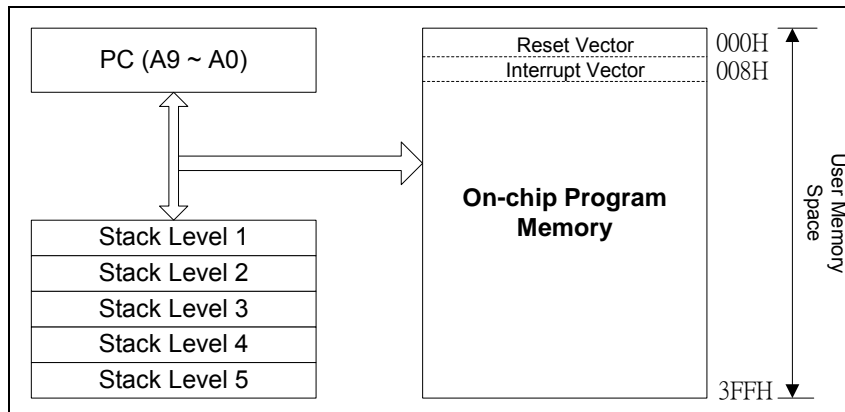 PC (A9 ~ A0)
Stack Level 1
Stack Level 2
Stack Level 3
Stack Level 4
Stack Level 5
Reset Vector
000H
Interrupt Vector
008H
On-chip Program
Memory
3FFH
User Memory
Space